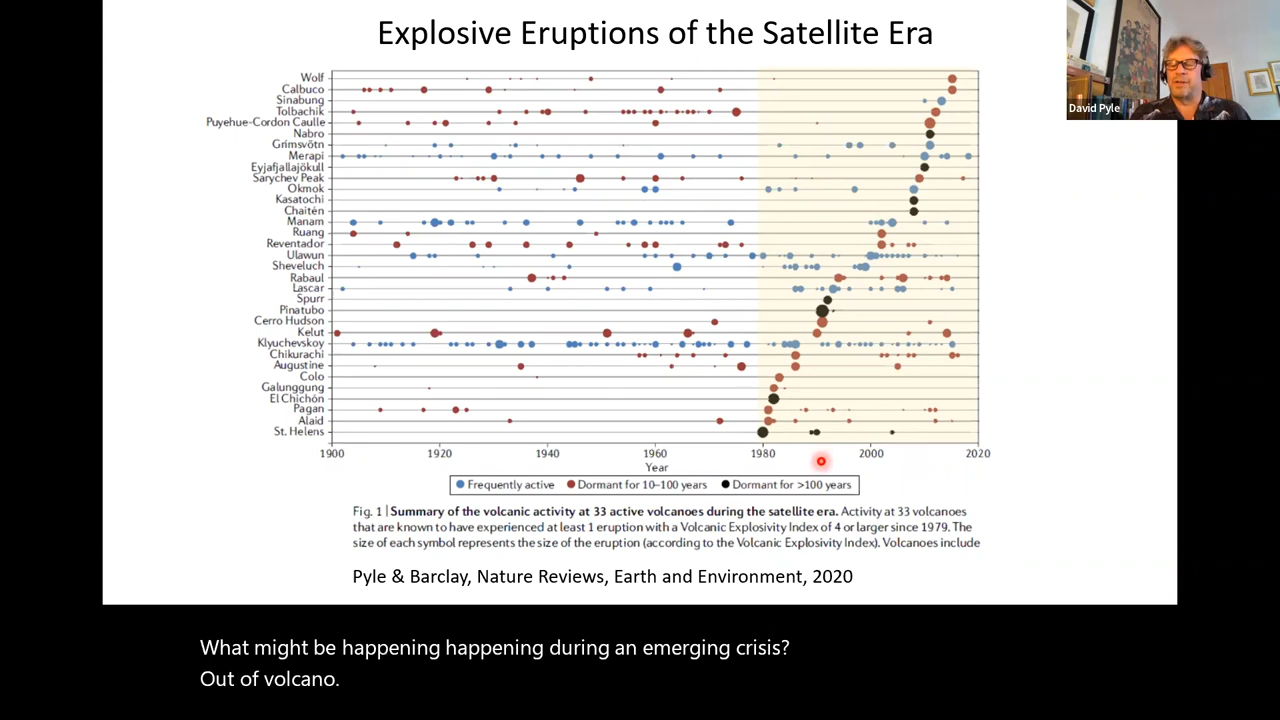 Explosive Eruptions of the Satellite Era
David Pyle
Wolf
Calbuco
Sinabung
Tolbachik
Puyehue-Cordon Caulle
Nabro
Grímsvötn
Merapi
Eyjafjallajökull
Sarychev Peak
Okmok
Kasatochi
Chaitén
Manam
Ruang
Reventador
Ulawun
Sheveluch
Rabaul
Lascar
Spurr
Pinatubo
Cerro Hudson
Kelut
Klyuchevskoy
Chikurachi
Augustine
Colo
Galunggung
El Chichón
Pagan
Alaid
St. Helens
1900 1920 1940 1960 1980 2000 2020
Year
Frequently active Dormant for 10–100 years Dormant for >100 years
Fig. 1 | Summary of the volcanic activity at 33 active volcanoes during the satellite era. Activity at 33 volcanoes
that are known to have experienced at least 1 eruption with a Volcanic Explosivity Index of 4 or larger since 1979. The
size of each symbol represents the size of the eruption (according to the Volcanic Explosivity Index). Volcanoes include
Pyle & Barclay, Nature Reviews, Earth and Environment, 2020
What might be happening happening during an emerging crisis?
Out of volcano.